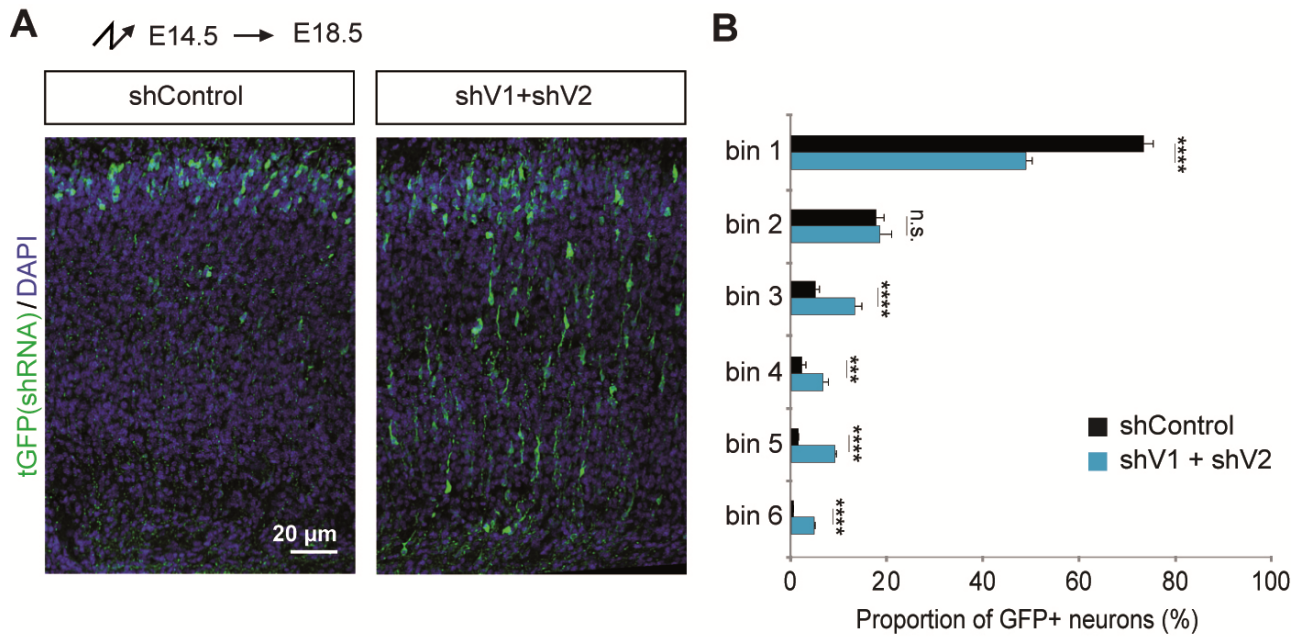 A
E14.5 → E18.5
shControl
shV1+shV2
tGFP(shRNA)/DAPI
20 µm
B
bin 1
****
bin 2
n.s.
bin 3
****
bin 4
***
bin 5
****
bin 6
****
shControl
shV1 + shV2
0 20 40 60 80 100
Proportion of GFP+ neurons (%)